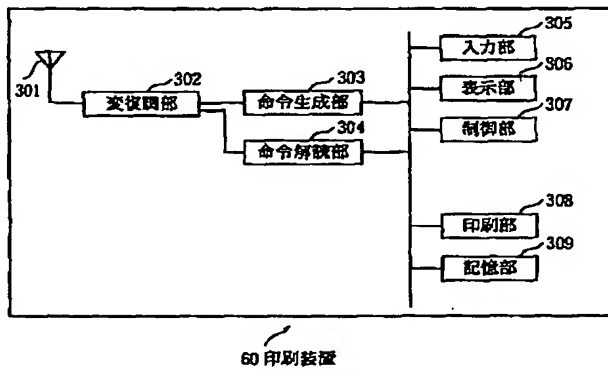 305
入力部
306
表示部
307
制御部
301
302
変復調部
303
命令生成部
304
命令解読部
308
印刷部
309
記憶部
60 印刷装置